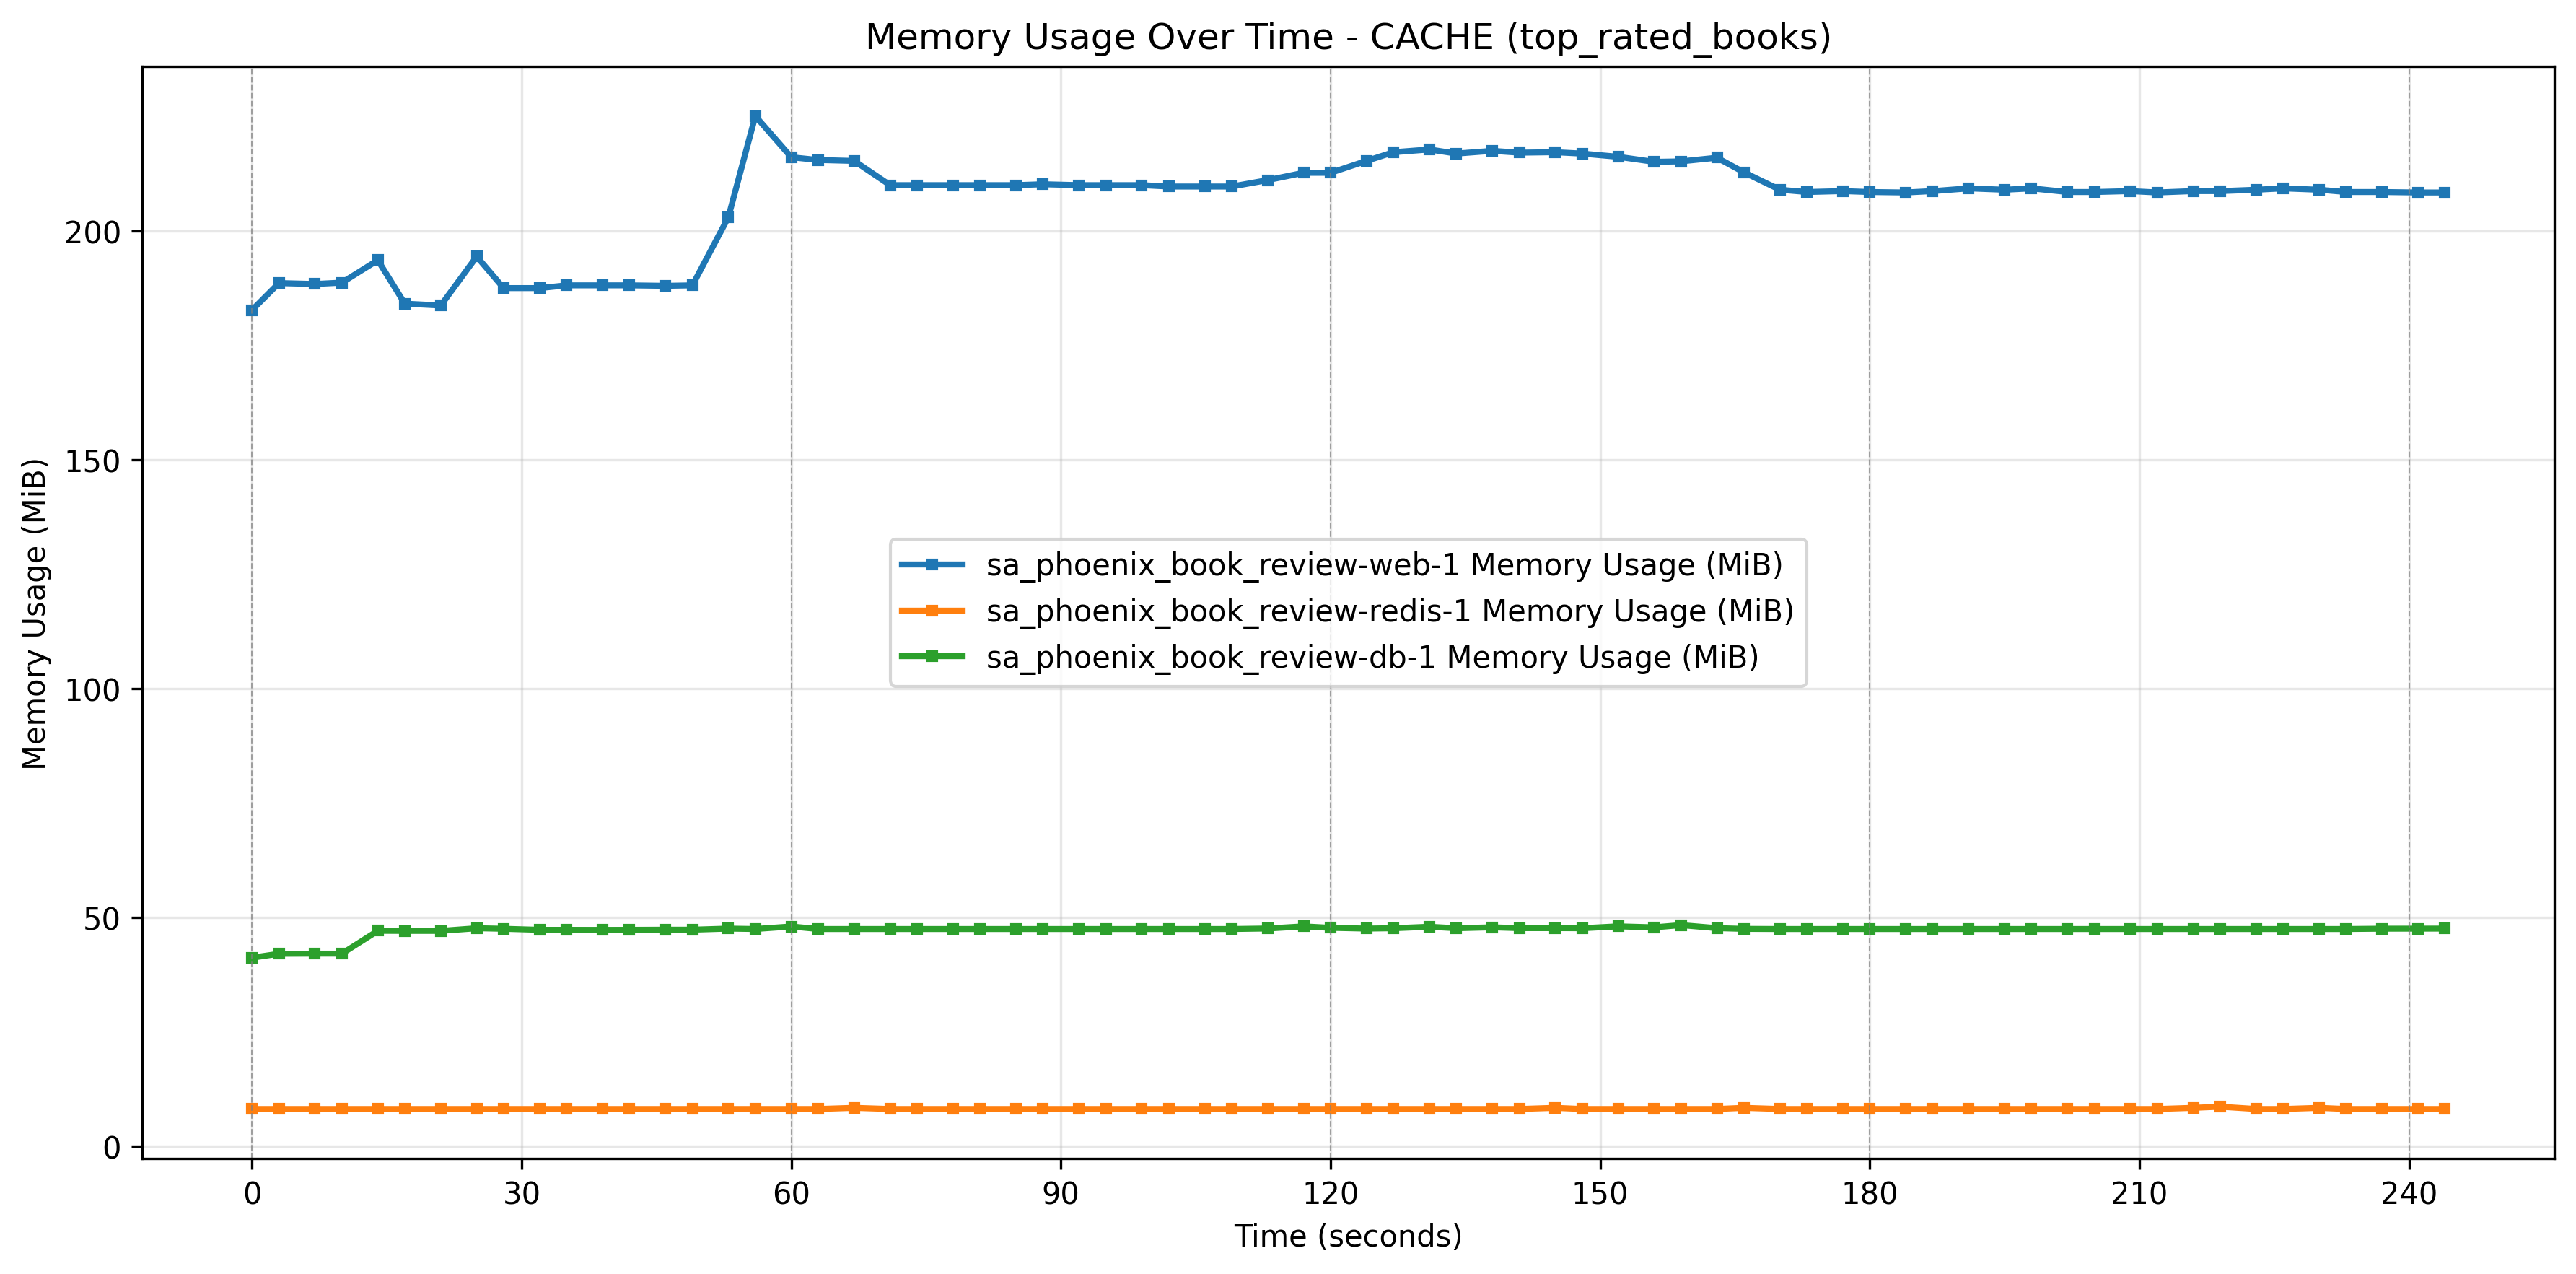 Memory Usage Over Time - CACHE (top_rated_books)
Memory Usage (MiB)
200
150
100
50
0
sa_phoenix_book_review-web-1 Memory Usage (MiB)
sa_phoenix_book_review-redis-1 Memory Usage (MiB)
sa_phoenix_book_review-db-1 Memory Usage (MiB)
0 30 60 90 120 150 180 210 240
Time (seconds)